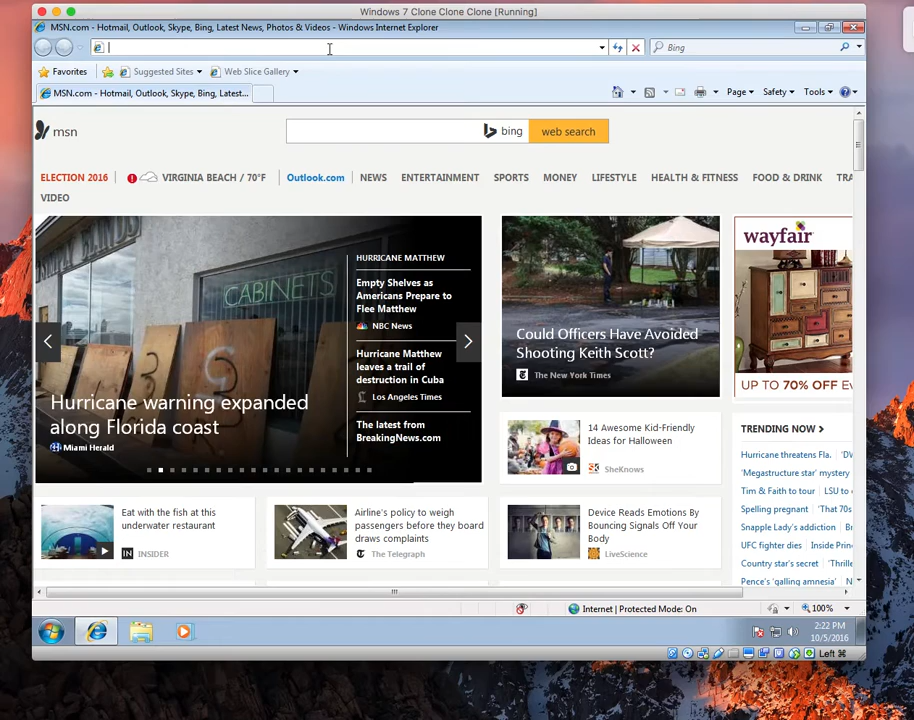 Windows 7 Clone Clone Clone [Running]
MSN.com - Hotmail, Outlook, Skype, Bing, Latest News, Photos & Videos - Windows Internet Explorer
Bing
Favorites Suggested Sites Web Slice Gallery
MSN.com - Hotmail, Outlook, Skype, Bing, Latest...
Page Safety Tools
msn
bing web search
ELECTION 2016 VIRGINIA BEACH / 70°F Outlook.com NEWS ENTERTAINMENT SPORTS MONEY LIFESTYLE HEALTH & FITNESS FOOD & DRINK TRA
VIDEO
CABINETS
HURRICANE MATTHEW
Empty Shelves as
Americans Prepare to
Flee Matthew
NBC News
Hurricane Matthew
leaves a trail of
destruction in Cuba
Los Angeles Times
The latest from
BreakingNews.com
Hurricane warning expanded
along Florida coast
Miami Herald
Could Officers Have Avoided
Shooting Keith Scott?
The New York Times
wayfair
UP TO 70% OFF EV
14 Awesome Kid-Friendly
Ideas for Halloween
SheKnows
TRENDING NOW
Hurricane threatens Fla. 'DV
'Megastructure star' mystery
Tim & Faith to tour LSU to
Spelling pregnant 'That 70s
Snapple Lady's addiction Br
UFC fighter dies Inside Prin
Country star's secret 'Thrille
Pence's 'galling amnesia' N
Eat with the fish at this
underwater restaurant
INSIDER
Airline's policy to weigh
passengers before they board
draws complaints
The Telegraph
Device Reads Emotions By
Bouncing Signals Off Your
Body
LiveScience
Internet | Protected Mode: On 100%
2:22 PM
10/5/2016
Left ⌘